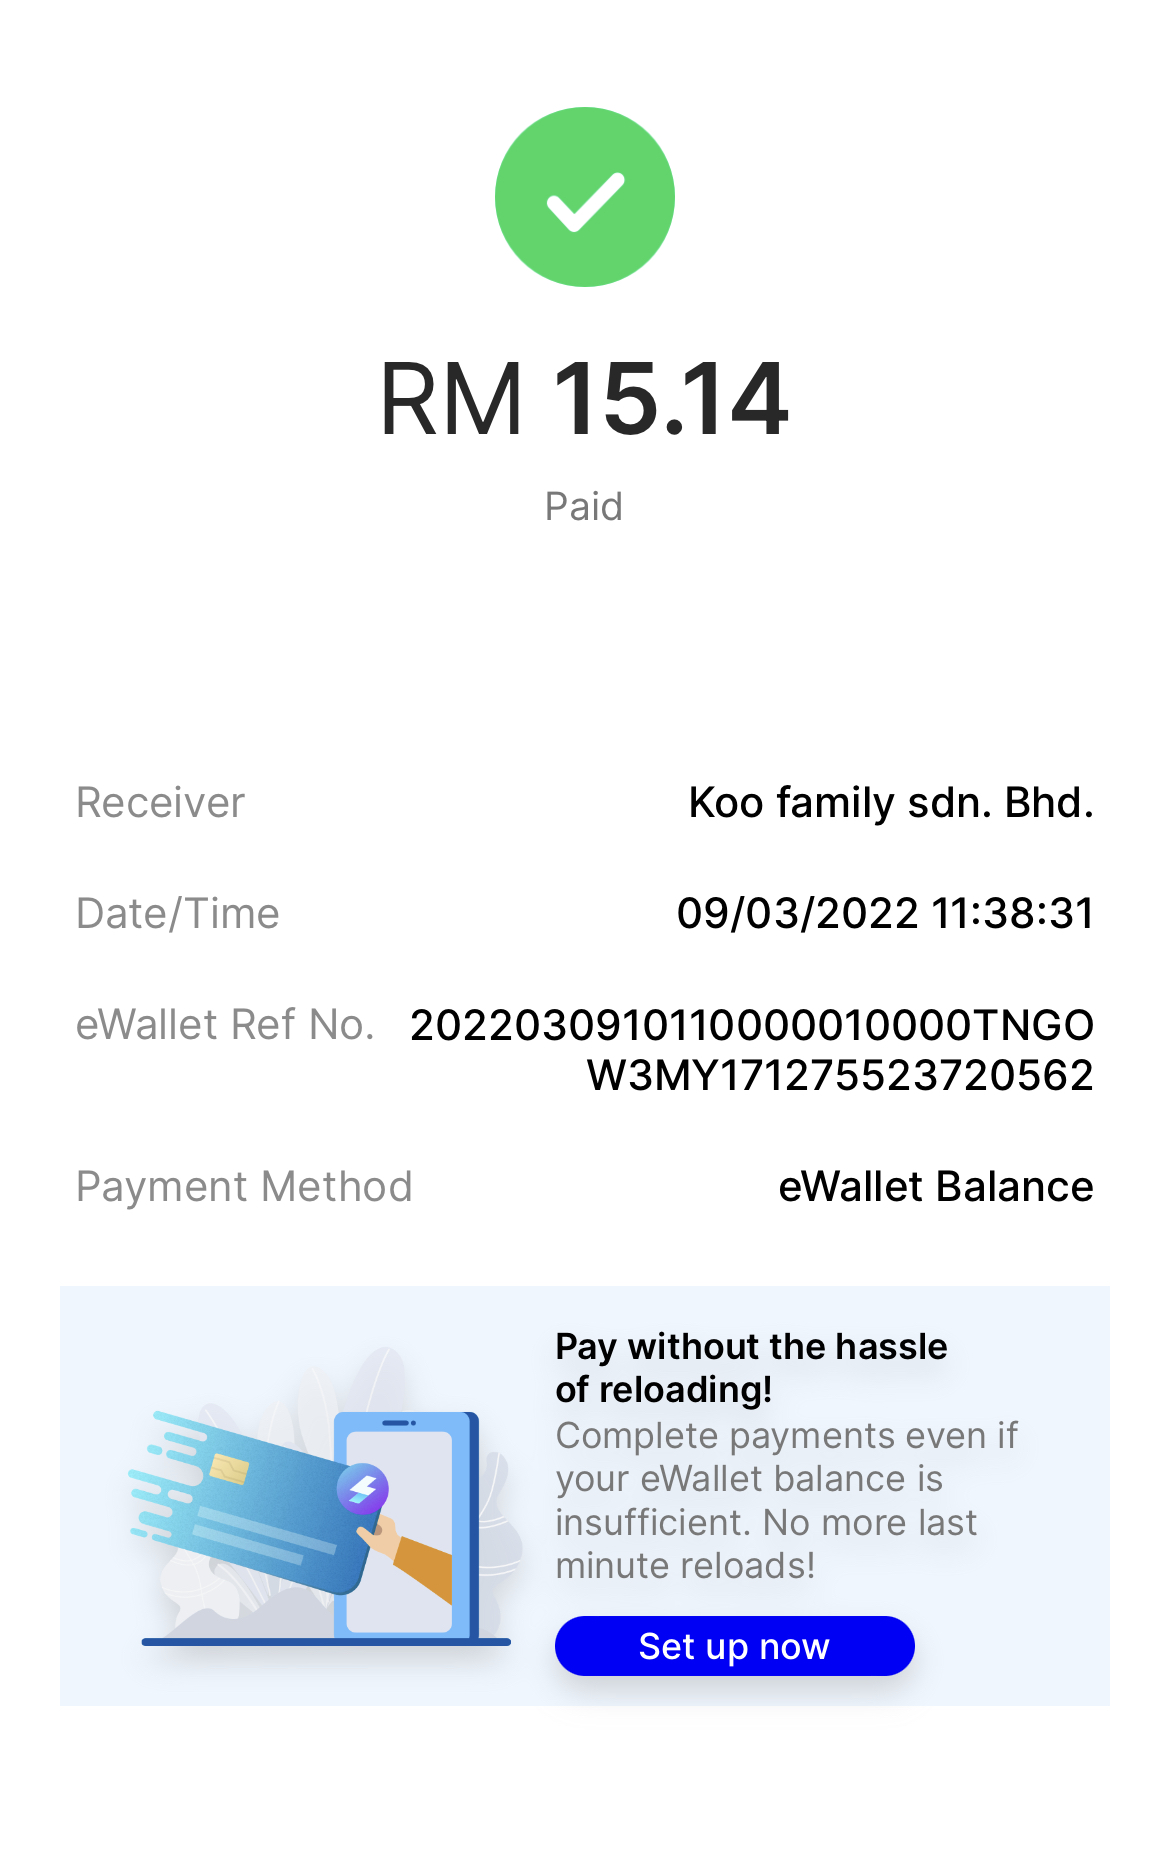 RM 15.14
Paid
Receiver Koo family sdn. Bhd.
Date/Time 09/03/2022 11:38:31
eWallet Ref No. 20220309101110000010000TNGO
W3MY171275523720562
Payment Method eWallet Balance
Pay without the hassle
of reloading!
Complete payments even if
your eWallet balance is
insufficient. No more last
minute reloads!
Set up now